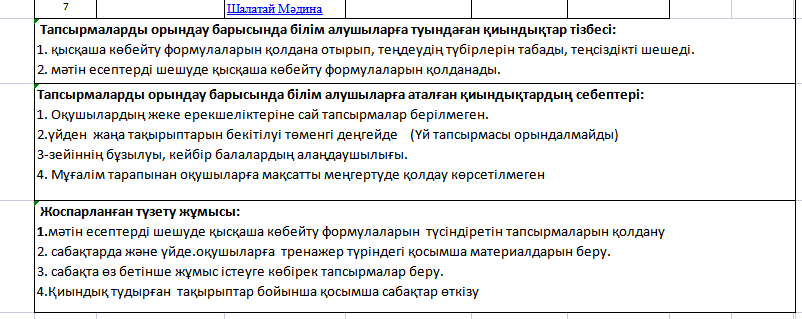 7 Шалатай Мәдина
Тапсырмаларды орындау барысында білім алушыларға туындаған қиындықтар тізбесі:
1. қысқаша көбейту формулаларын қолдана отырып, теңдеудің түбірлерін табады, теңсіздікті шешеді.
2. мәтін есептерді шешуде қысқаша көбейту формулаларын қолданады.
Тапсырмаларды орындау барысында білім алушыларға аталған қиындықтардың себептері:
1. Оқушылардың жеке ерекшеліктеріне сай тапсырмалар берілмеген.
2.үйден жаңа тақырыптарын бекітілуі төменгі деңгейде (Үй тапсырмасы орындалмайды)
3-зейіннің бұзылуы, кейбір балалардың алаңдаушылығы.
4. Мұғалім тарапынан оқушыларға мақсатты меңгертуде қолдау көрсетілмеген
Жоспарланған түзету жұмысы:
1.мәтін есептерді шешуде қысқаша көбейту формулаларын түсіндіретін тапсырмаларын қолдану
2. сабақтарда және үйде.оқушыларға тренажер түріндегі қосымша материалдарын беру.
3. сабақта өз бетінше жұмыс істеуге көбірек тапсырмалар беру.
4.Қиындық тудырған тақырыптар бойынша қосымша сабақтар өткізу